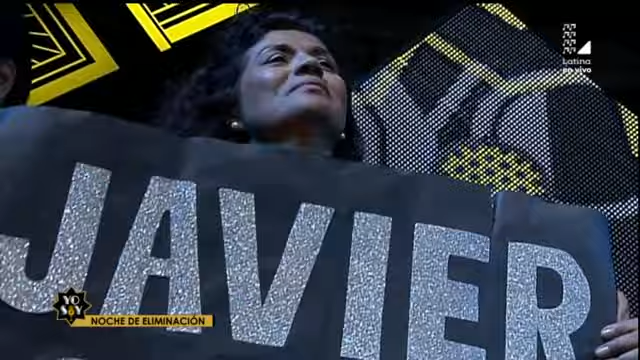 Latina
en vivo
JAVIER
YO
SOY
NOCHE DE ELIMINACIÓN